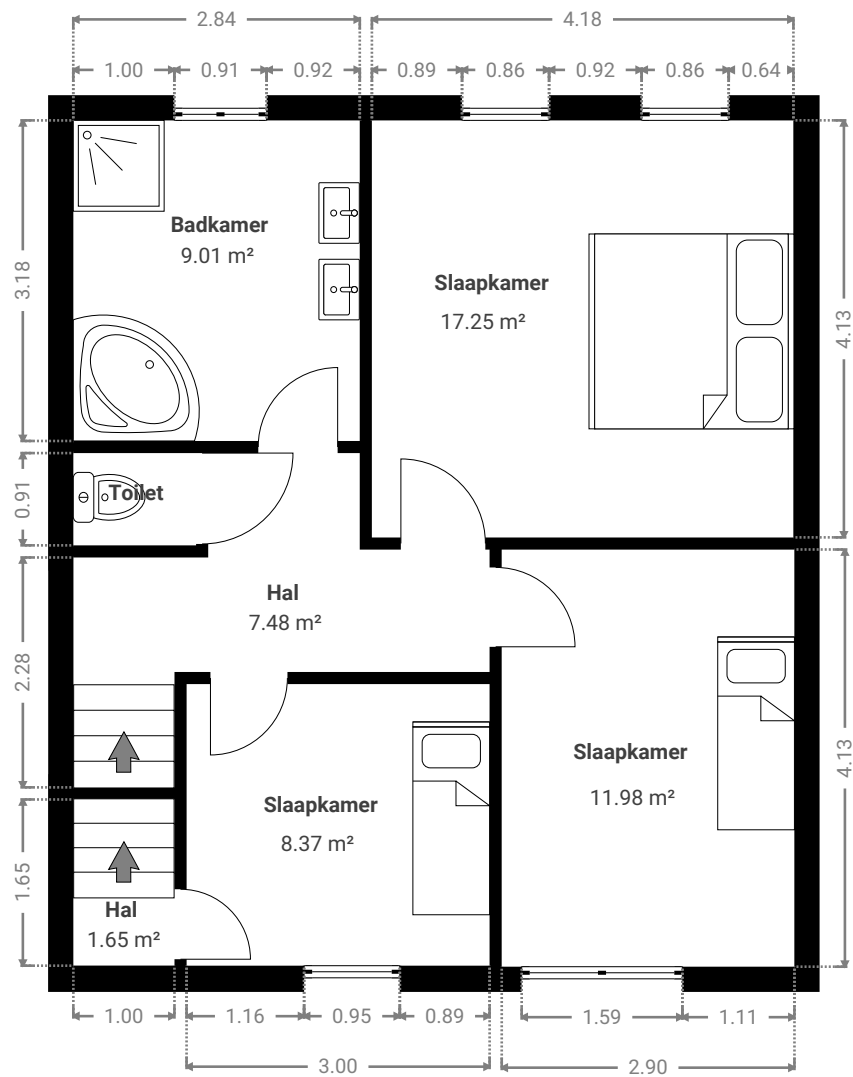 2.84
4.18
1.00
0.91
0.92
0.89
0.86
0.92
0.86
0.64
Badkamer
9.01 m²
3.18
Slaapkamer
17.25 m²
4.13
Toilet
0.91
Hal
7.48 m²
2.28
Slaapkamer
11.98 m²
4.13
Slaapkamer
8.37 m²
1.65
Hal
1.65 m²
1.00
1.16
0.95
0.89
1.59
1.11
3.00
2.90